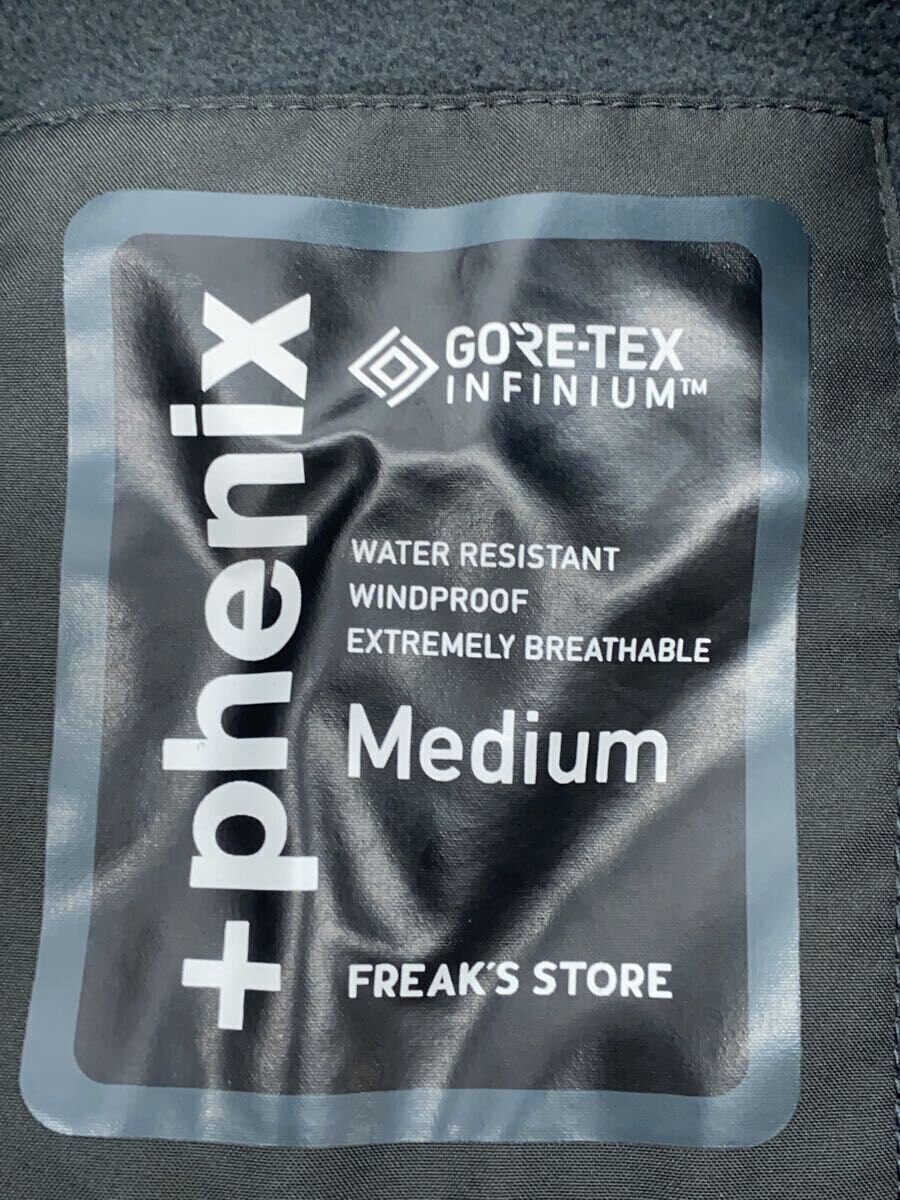 +phenix
GORE-TEX
INFINIUM™
WATER RESISTANT
WINDPROOF
EXTREMELY BREATHABLE
Medium
FREAK'S STORE